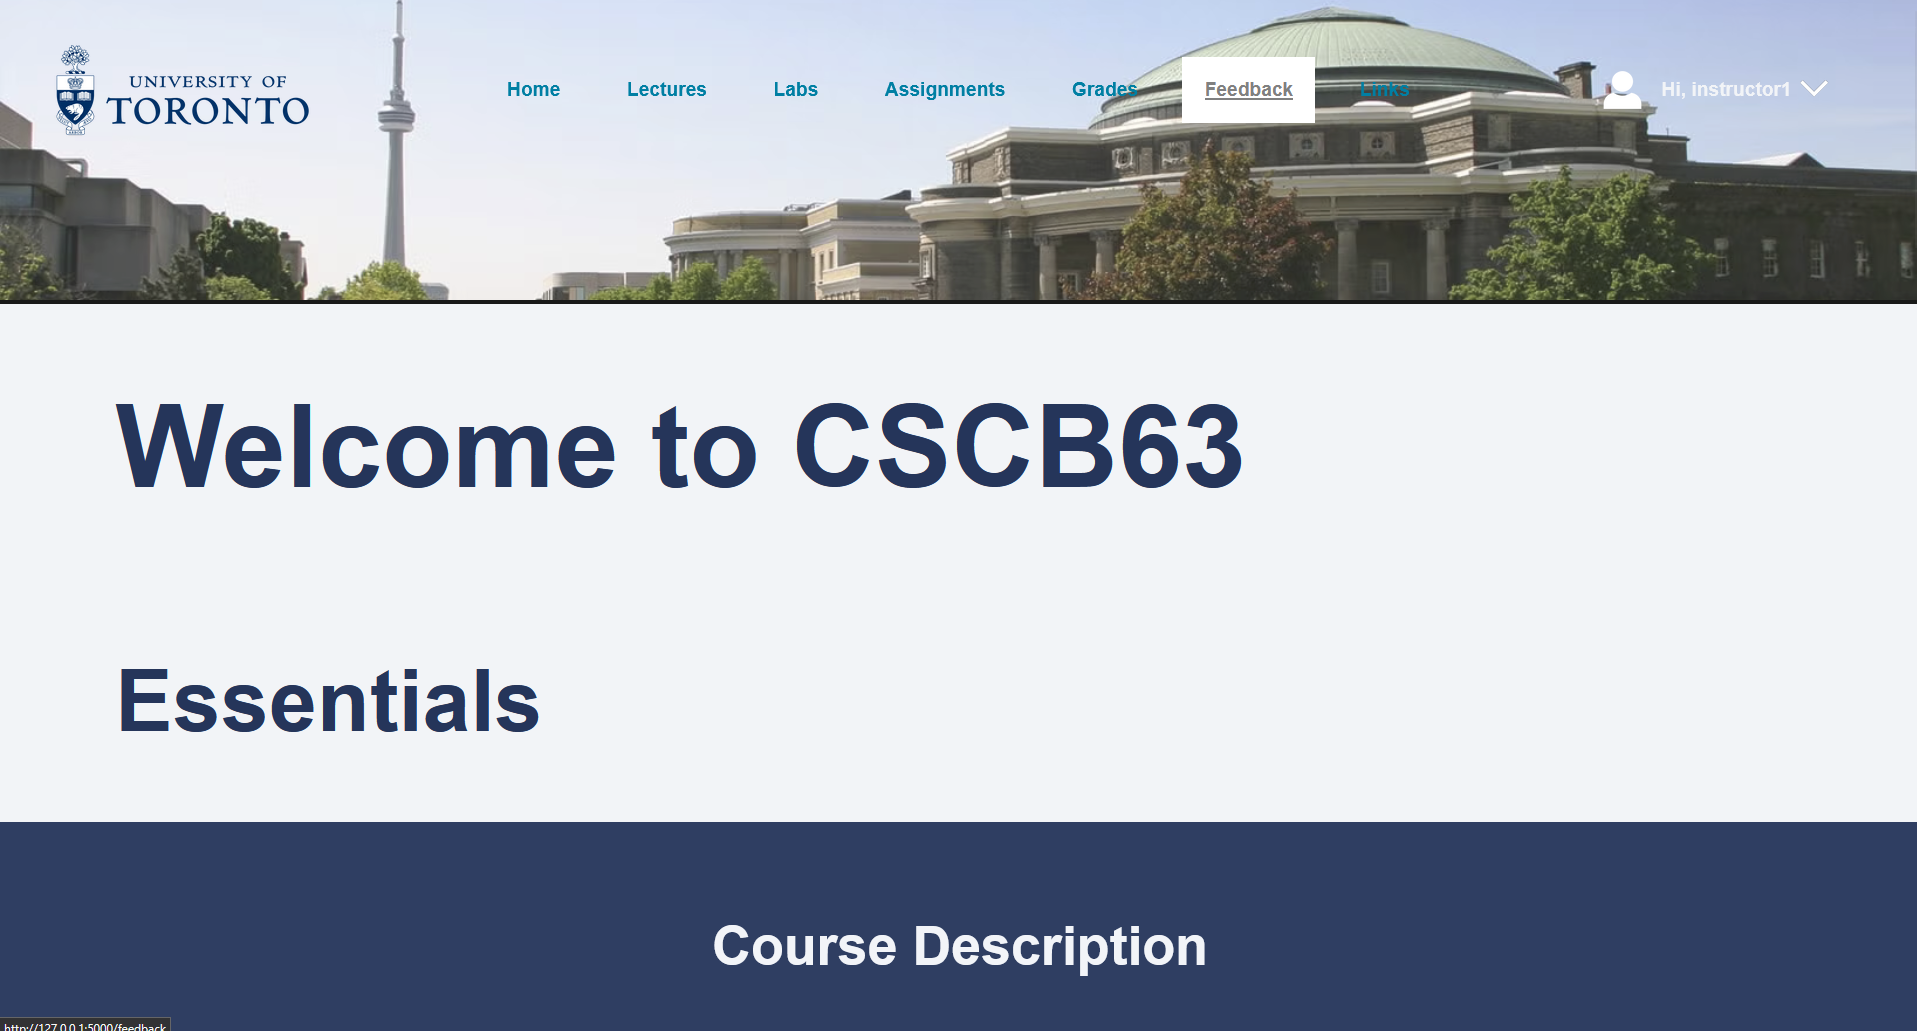 UNIVERSITY OF
TORONTO
Home Lectures Labs Assignments Grades Feedback Links Hi, instructor1
Welcome to CSCB63
Essentials
Course Description
http://127.0.0.1:5000/feedback